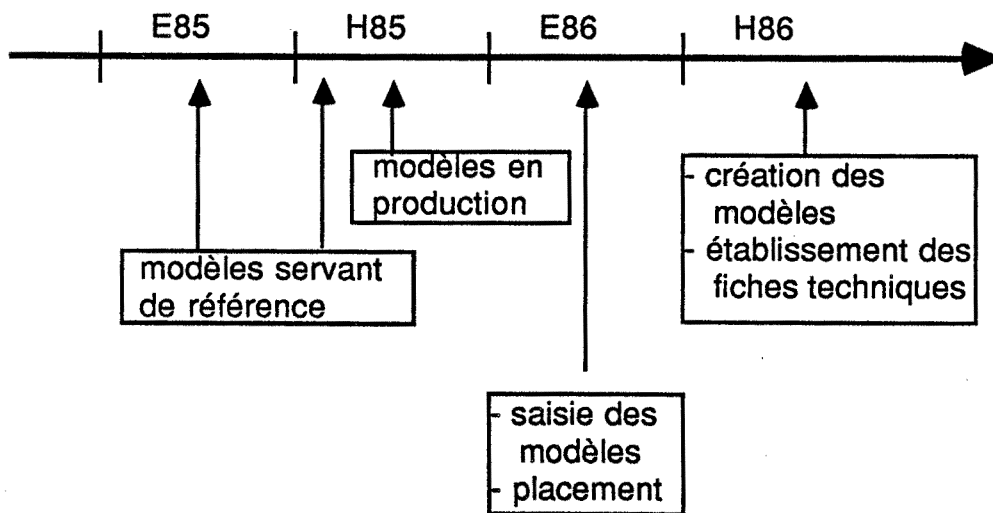 E85 H85 E86 H86
modèles en
production
- création des
modèles
- établissement des
fiches techniques
modèles servant
de référence
- saisie des
modèles
- placement